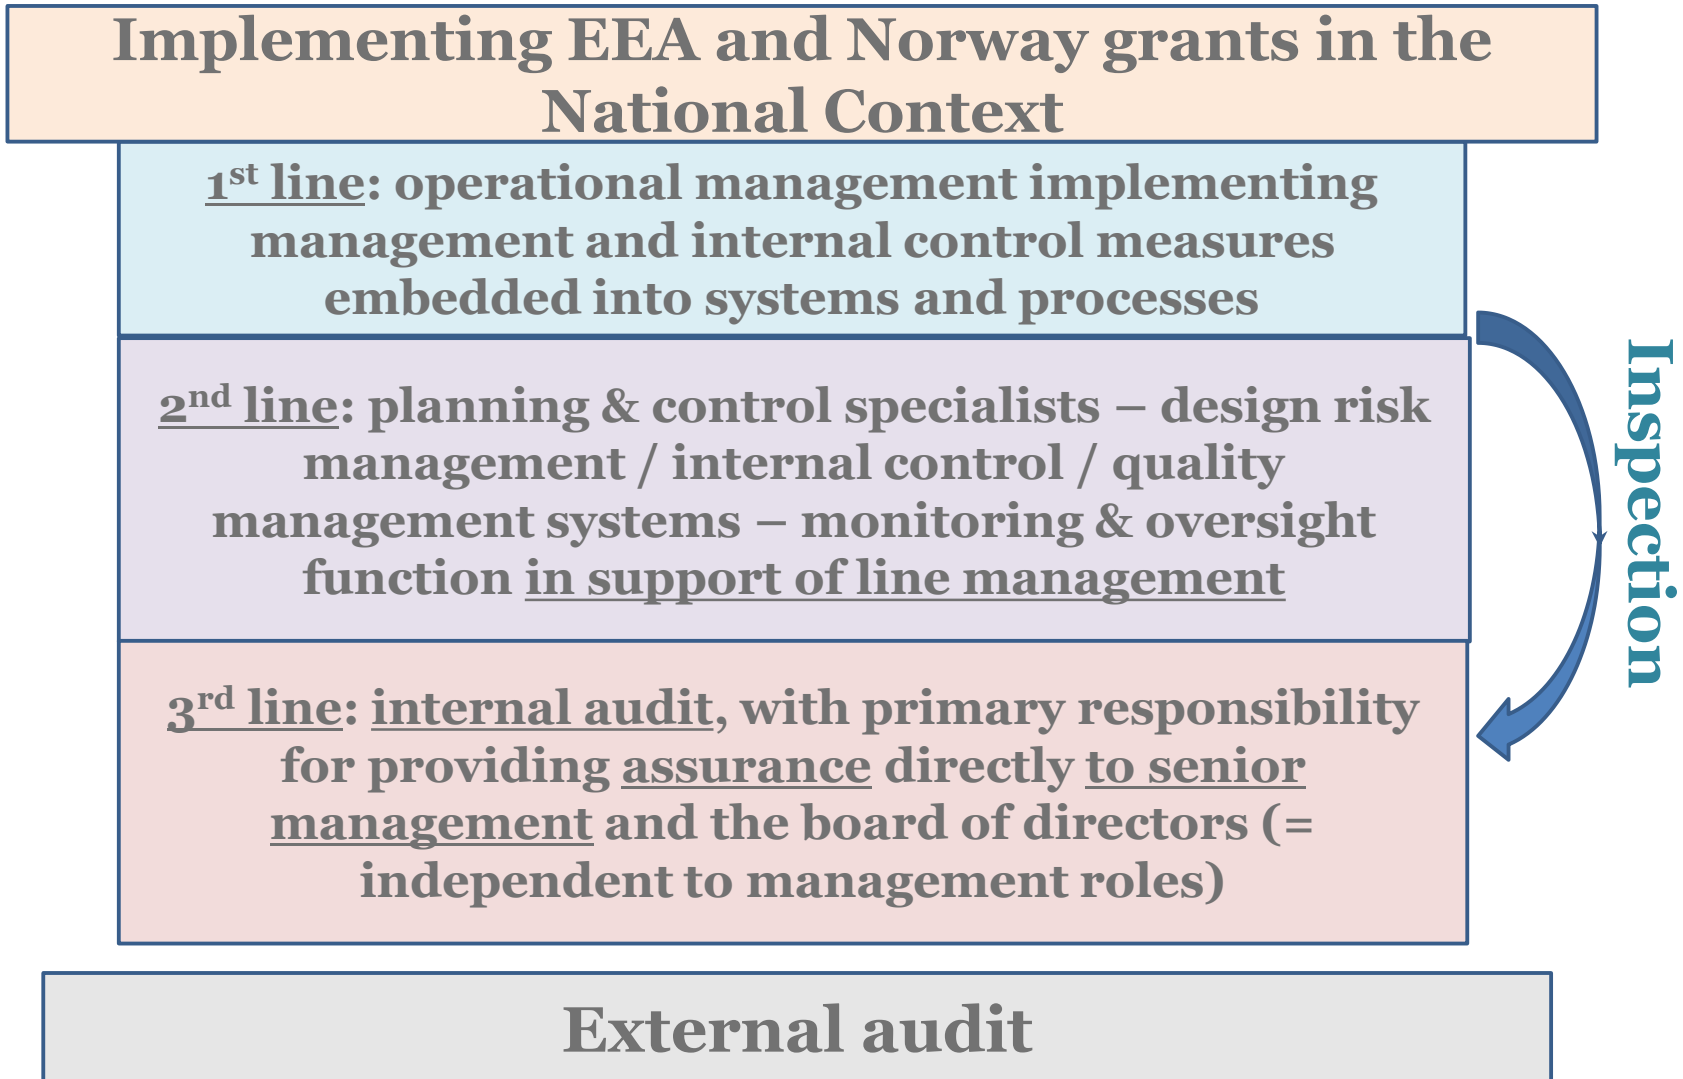 Implementing EEA and Norway grants in the
National Context
1st line: operational management implementing
management and internal control measures
embedded into systems and processes
2nd line: planning & control specialists – design risk
management / internal control / quality
management systems – monitoring & oversight
function in support of line management
3rd line: internal audit, with primary responsibility
for providing assurance directly to senior
management and the board of directors (=
independent to management roles)
Inspection
External audit